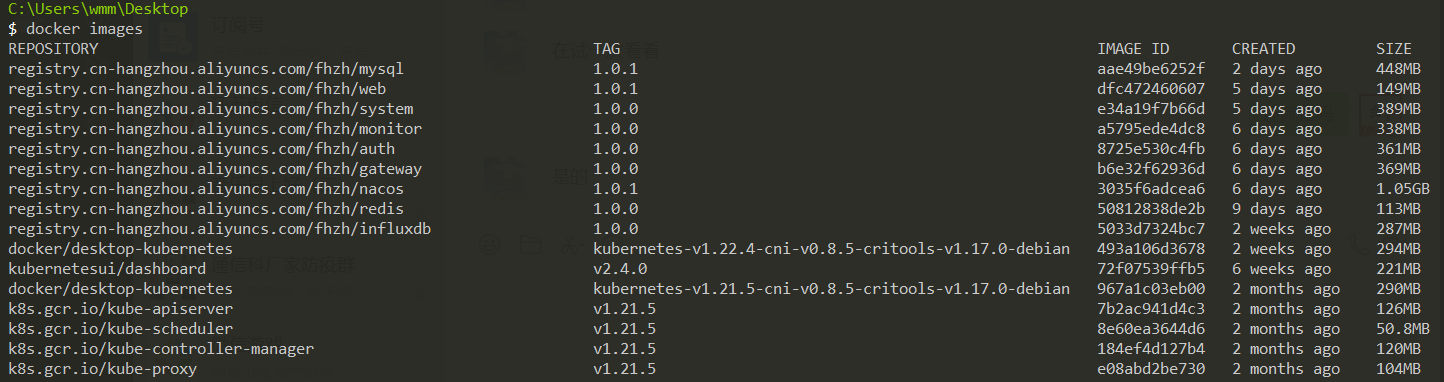 C:\Users\wmm\Desktop
$ docker images
REPOSITORY TAG IMAGE ID CREATED SIZE
registry.cn-hangzhou.aliyuncs.com/fhzh/mysql 1.0.1 aae49be6252f 2 days ago 448MB
registry.cn-hangzhou.aliyuncs.com/fhzh/web 1.0.1 dfc472460607 5 days ago 149MB
registry.cn-hangzhou.aliyuncs.com/fhzh/system 1.0.0 e34a19f7b66d 5 days ago 389MB
registry.cn-hangzhou.aliyuncs.com/fhzh/monitor 1.0.0 a5795ede4dc8 6 days ago 338MB
registry.cn-hangzhou.aliyuncs.com/fhzh/auth 1.0.0 8725e530c4fb 6 days ago 361MB
registry.cn-hangzhou.aliyuncs.com/fhzh/gateway 1.0.0 b6e32f62936d 6 days ago 369MB
registry.cn-hangzhou.aliyuncs.com/fhzh/nacos 1.0.1 3035f6adcea6 6 days ago 1.05GB
registry.cn-hangzhou.aliyuncs.com/fhzh/redis 1.0.0 50812838de2b 9 days ago 113MB
registry.cn-hangzhou.aliyuncs.com/fhzh/influxdb 1.0.0 5033d7324bc7 2 weeks ago 287MB
docker/desktop-kubernetes kubernetes-v1.22.4-cni-v0.8.5-critools-v1.17.0-debian 493a106d3678 2 weeks ago 294MB
kubernetesui/dashboard v2.4.0 72f07539ffb5 6 weeks ago 221MB
docker/desktop-kubernetes kubernetes-v1.21.5-cni-v0.8.5-critools-v1.17.0-debian 967a1c03eb00 2 months ago 290MB
k8s.gcr.io/kube-apiserver v1.21.5 7b2ac941d4c3 2 months ago 126MB
k8s.gcr.io/kube-scheduler v1.21.5 8e60ea3644d6 2 months ago 50.8MB
k8s.gcr.io/kube-controller-manager v1.21.5 184ef4d127b4 2 months ago 120MB
k8s.gcr.io/kube-proxy v1.21.5 e08abd2be730 2 months ago 104MB